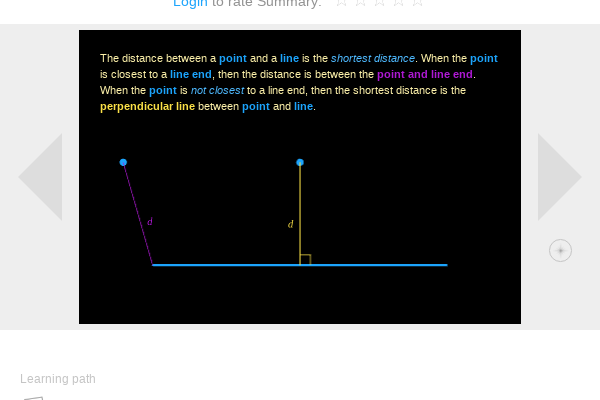 Login to rate Summary:
The distance between a point and a line is the shortest distance. When the point
is closest to a line end, then the distance is between the point and line end.
When the point is not closest to a line end, then the shortest distance is the
perpendicular line between point and line.
d
d
Learning path